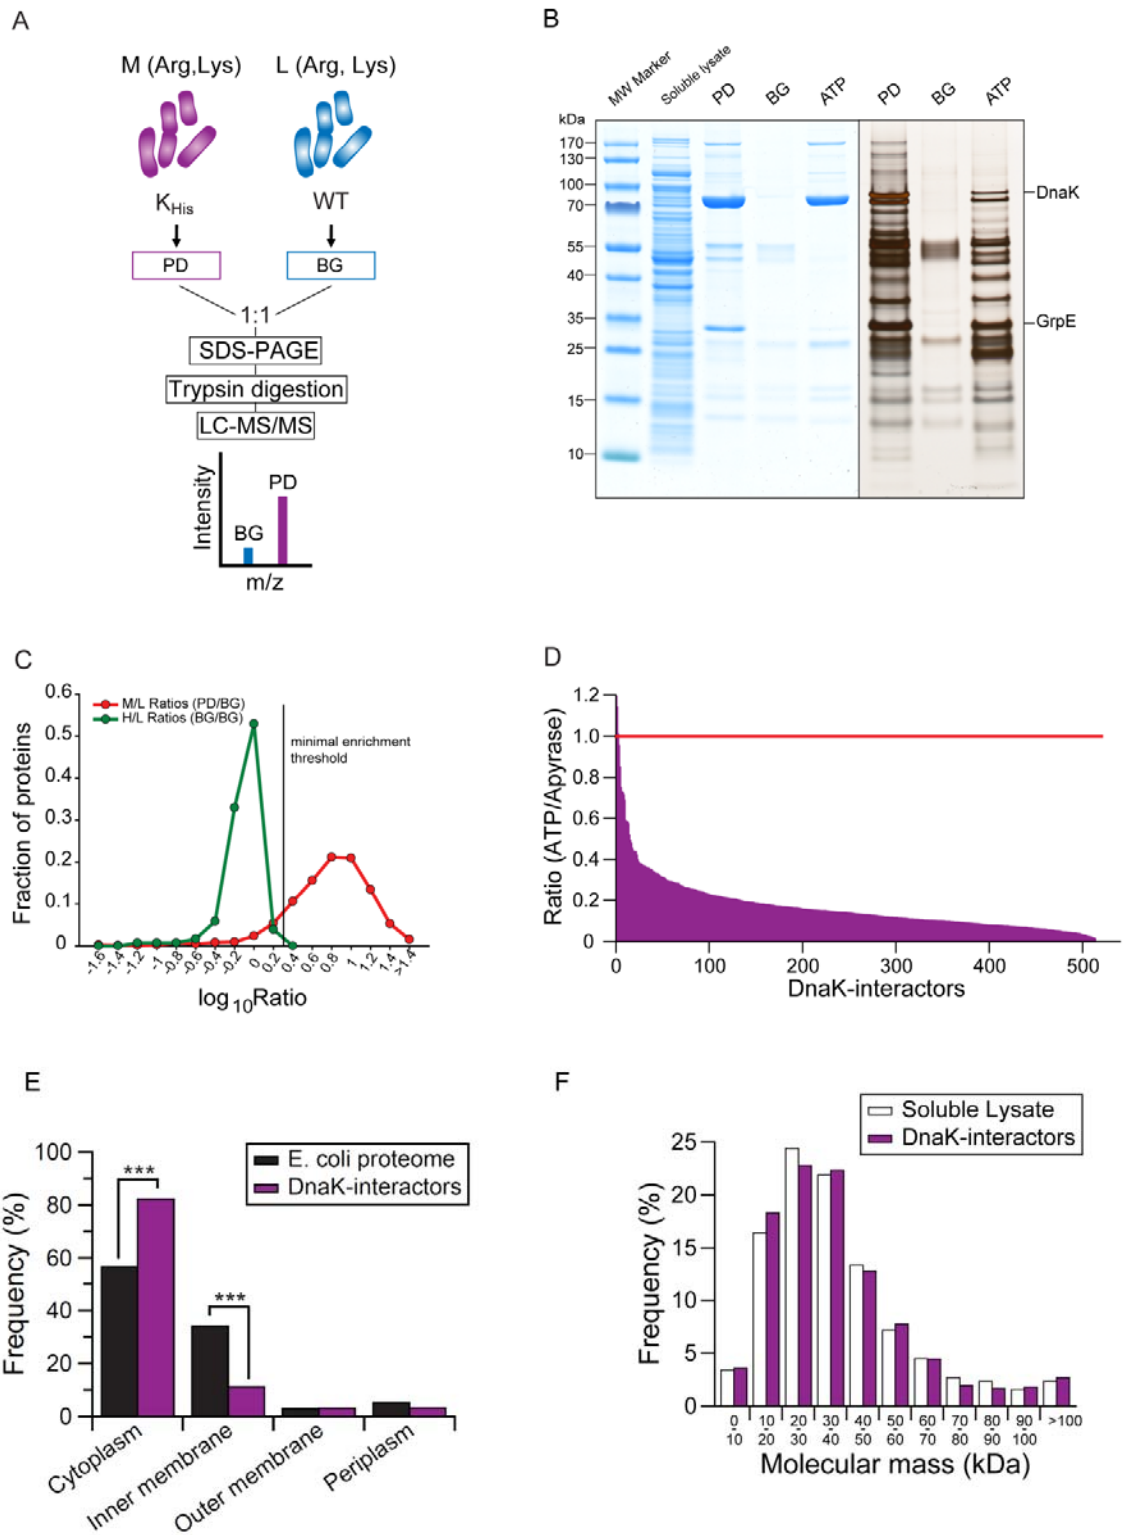 A
M (Arg,Lys)
L (Arg, Lys)
KHis
WT
PD
BG
1:1
SDS-PAGE
Trypsin digestion
LC-MS/MS
Intensity
BG
PD
m/z
B
MW Marker
Soluble lysate
PD
BG
ATP
PD
BG
ATP
kDa
170
130
100
70
55
40
35
25
15
10
DnaK
GrpE
C
M/L Ratios (PD/BG)
H/L Ratios (BG/BG)
minimal enrichment
threshold
Fraction of proteins
0.6
0.5
0.4
0.3
0.2
0.1
0
-1.6
-1.4
-1.2
-1
-0.8
-0.6
-0.4
-0.2
0
0.2
0.4
0.6
0.8
1
1.2
1.4
>1.4
log10Ratio
D
Ratio (ATP/Apyrase)
1.2
1.0
0.8
0.6
0.4
0.2
0
0
100
200
300
400
500
DnaK-interactors
E
E. coli proteome
DnaK-interactors
Frequency (%)
100
80
60
40
20
0
***
***
Cytoplasm
Inner membrane
Outer membrane
Periplasm
F
Soluble Lysate
DnaK-interactors
Frequency (%)
25
20
15
10
5
0
0-10
10-20
20-30
30-40
40-50
50-60
60-70
70-80
80-90
90-100
>100
Molecular mass (kDa)